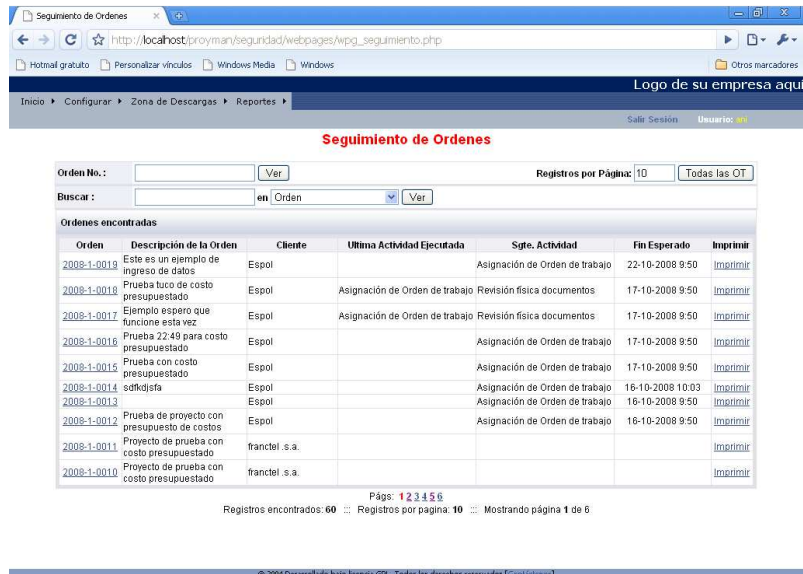 Seguimiento de Ordenes
http://localhost/proyman/seguridad/webpages/wpg_seguimiento.php
Hotmail gratuito Personalizar vínculos Windows Media Windows Otros marcadores
Logo de su empresa aquí
Inicio Configurar Zona de Descargas Reportes
Salir Sesión Usuario:
Seguimiento de Ordenes
Orden No. : Ver Registros por Página: 10 Todas las OT
Buscar : en Orden Ver
Ordenes encontradas
Orden Descripción de la Orden Cliente Ultima Actividad Ejecutada Sgte. Actividad Fin Esperado Imprimir
2008-1-0019 Este es un ejemplo de ingreso de datos Espol Asignación de Orden de trabajo 22-10-2008 9:50 Imprimir
2008-1-0018 Prueba tuco de costo presupuestado Espol Asignación de Orden de trabajo Revisión física documentos 17-10-2008 9:50 Imprimir
2008-1-0017 Ejemplo espero que funcione esta vez Espol Asignación de Orden de trabajo Revisión física documentos 17-10-2008 9:50 Imprimir
2008-1-0016 Prueba 22:49 para costo presupuestado Espol Asignación de Orden de trabajo 17-10-2008 9:50 Imprimir
2008-1-0015 Prueba con costo presupuestado Espol Asignación de Orden de trabajo 17-10-2008 9:50 Imprimir
2008-1-0014 sdfkdjsfa Espol Asignación de Orden de trabajo 16-10-2008 10:03 Imprimir
2008-1-0013 Espol Asignación de Orden de trabajo 16-10-2008 9:50 Imprimir
2008-1-0012 Prueba de proyecto con presupuesto de costos Espol Asignación de Orden de trabajo 16-10-2008 9:50 Imprimir
2008-1-0011 Proyecto de prueba con costo presupuestado franctel .s.a. Imprimir
2008-1-0010 Proyecto de prueba con costo presupuestado franctel .s.a. Imprimir
Págs: 1 2 3 4 5 6
Registros encontrados: 60 ::: Registros por pagina: 10 ::: Mostrando página 1 de 6